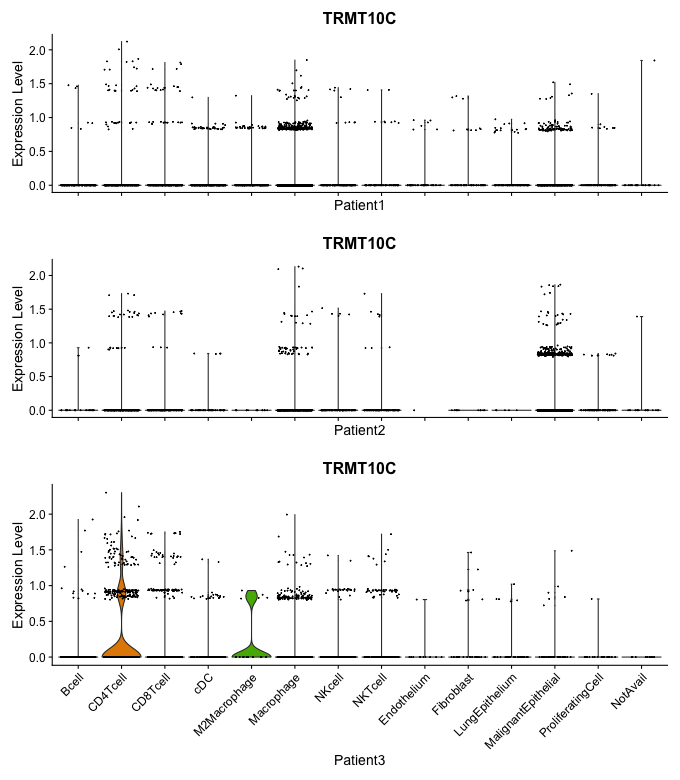 TRMT10C
Expression Level
2.0
1.5
1.0
0.5
0.0
Patient1
TRMT10C
Expression Level
2.0
1.5
1.0
0.5
0.0
Patient2
TRMT10C
Expression Level
2.0
1.5
1.0
0.5
0.0
Bcell
CD4Tcell
CD8Tcell
cDC
M2Macrophage
Macrophage
NKcell
NKTcell
Endothelium
Fibroblast
LungEpithelium
MalignantEpithelial
ProliferatingCell
NotAvail
Patient3